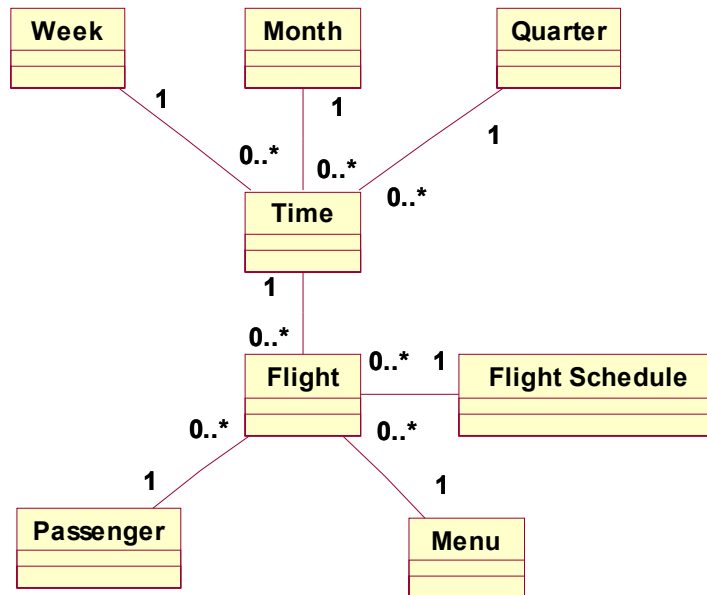 Week
Month
Quarter
1
1
1
0..*
0..*
0..*
Time
1
0..*
Flight
0..*
1
Flight Schedule
0..*
0..*
1
1
Passenger
Menu